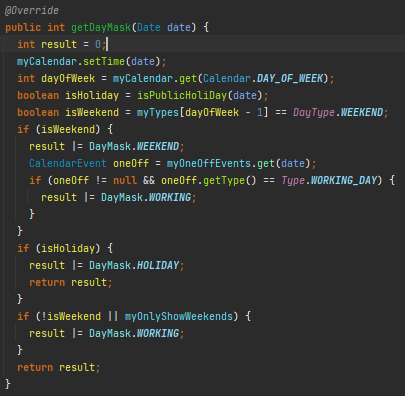 @Override
public int getDayMask(Date date) {
  int result = 0;
  myCalendar.setTime(date);
  int dayOfWeek = myCalendar.get(Calendar.DAY_OF_WEEK);
  boolean isHoliday = isPublicHoliDay(date);
  boolean isWeekend = myTypes[dayOfWeek - 1] == DayType.WEEKEND;
  if (isWeekend) {
    result |= DayMask.WEEKEND;
    CalendarEvent oneOff = myOneOffEvents.get(date);
    if (oneOff != null && oneOff.getType() == Type.WORKING_DAY) {
      result |= DayMask.WORKING;
    }
  }
  if (isHoliday) {
    result |= DayMask.HOLIDAY;
    return result;
  }
  if (!isWeekend || myOnlyShowWeekends) {
    result |= DayMask.WORKING;
  }
  return result;
}